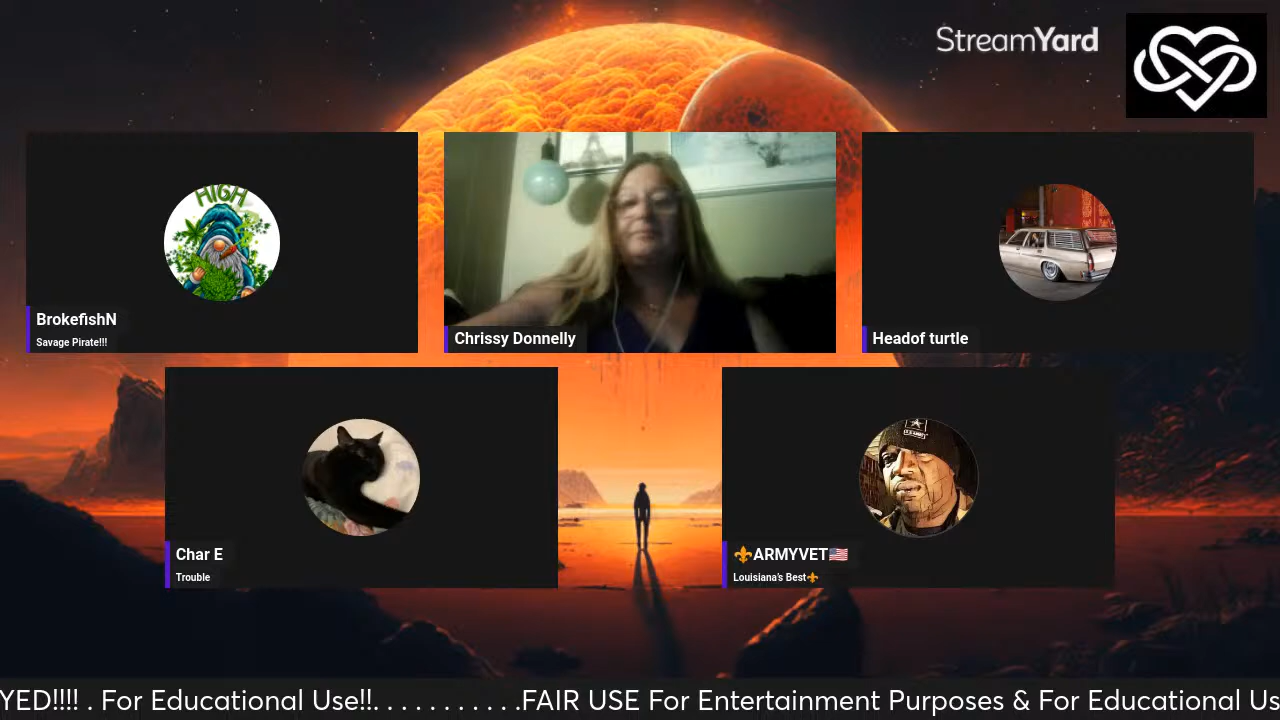 StreamYard
HIGH
BrokefishN
Savage Pirate!!!
Chrissy Donnelly
Headof turtle
Char E
Trouble
⚜️ARMYVET🇺🇸
Louisiana's Best⚜️
YED!!!! . For Educational Use!!. . . . . . . . . . .FAIR USE For Entertainment Purposes & For Educational Us